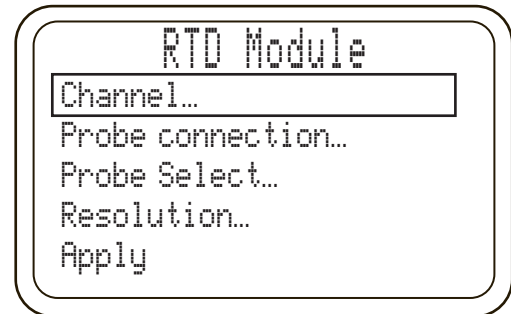 RTD Module
Channel…
Probe connection…
Probe Select…
Resolution…
Apply